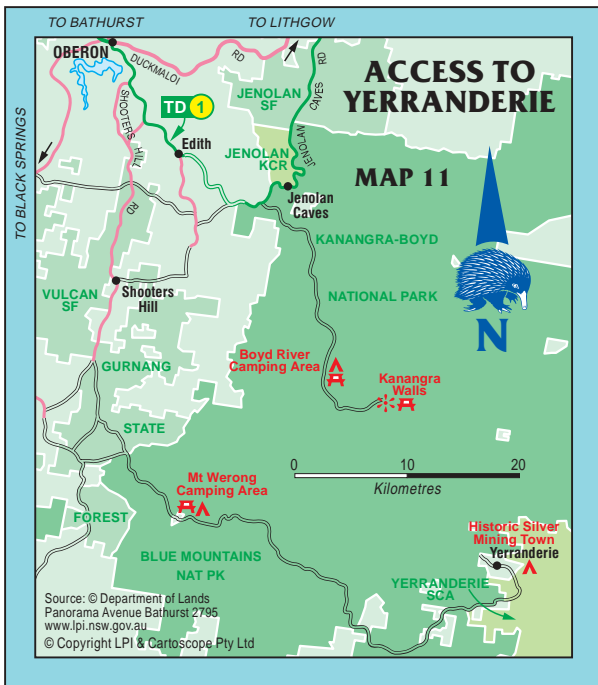 TO BATHURST
TO LITHGOW
OBERON
DUCKMALOI
RD
ACCESS TO
YERRANDERIE
MAP 11
JENOLAN
SF
JENOLAN
CAVES
RD
SHOOTERS
HILL
RD
TD 1
Edith
JENOLAN
KCR
Jenolan
Caves
TO BLACK SPRINGS
KANANGRA-BOYD
NATIONAL PARK
N
VULCAN
SF
Shooters
Hill
Boyd River
Camping Area
Kanangra
Walls
GURNANG
STATE
FOREST
0 10 20
Kilometres
Mt Werong
Camping Area
Historic Silver
Mining Town
Yerranderie
BLUE MOUNTAINS
NAT PK
YERRANDERIE
SCA
Source: © Department of Lands
Panorama Avenue Bathurst 2795
www.lpi.nsw.gov.au
© Copyright LPI & Cartoscope Pty Ltd